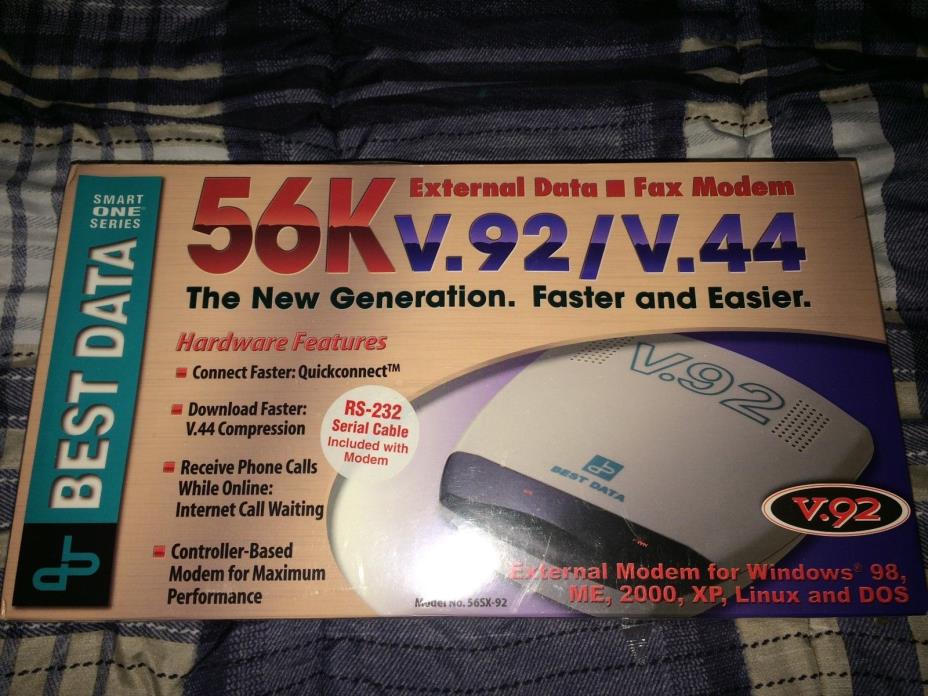 SMART
ONE®
SERIES
BEST DATA
56K
External Data ■ Fax Modem
V.92/V.44
The New Generation. Faster and Easier.
Hardware Features
Connect Faster: Quickconnect™
Download Faster:
V.44 Compression
RS-232
Serial Cable
Included with
Modem
Receive Phone Calls
While Online:
Internet Call Waiting
Controller-Based
Modem for Maximum
Performance
V.92
BEST DATA
V.92
External Modem for Windows® 98,
ME, 2000, XP, Linux and DOS
Model No. 56SX-92